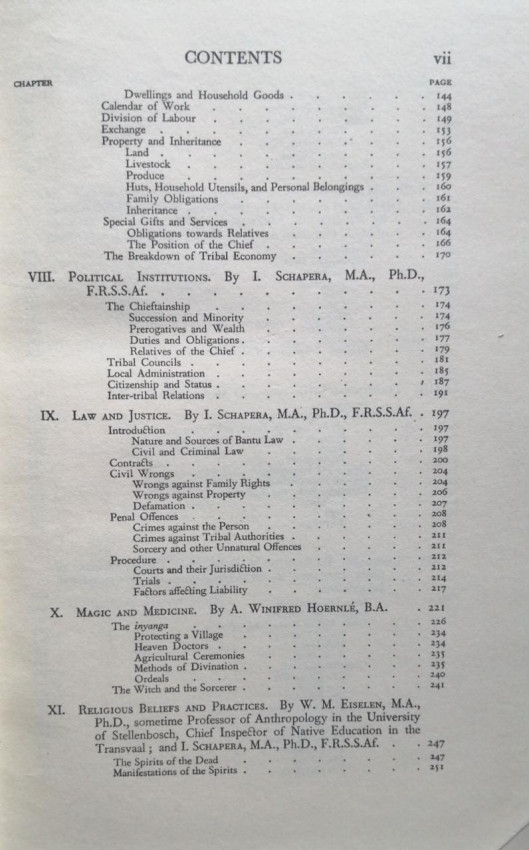 CONTENTS vii
CHAPTER PAGE
Dwellings and Household Goods . . . . . 144
Calendar of Work . . . . . . . . 148
Division of Labour . . . . . . . 149
Exchange . . . . . . . . . 153
Property and Inheritance . . . . . . 156
Land . . . . . . . . . 156
Livestock . . . . . . . . 157
Produce . . . . . . . . 159
Huts, Household Utensils, and Personal Belongings . . . 160
Family Obligations . . . . . . . 161
Inheritance . . . . . . . . 162
Special Gifts and Services . . . . . . 164
Obligations towards Relatives . . . . . 164
The Position of the Chief . . . . . . 166
The Breakdown of Tribal Economy . . . . . 170
VIII. POLITICAL INSTITUTIONS. By I. SCHAPERA, M.A., Ph.D.,
F.R.S.S.Af. . . . . . . . . . 173
The Chieftainship . . . . . . . 174
Succession and Minority . . . . . . 174
Prerogatives and Wealth . . . . . . 176
Duties and Obligations . . . . . . . 177
Relatives of the Chief . . . . . . . 179
Tribal Councils . . . . . . . . 181
Local Administration . . . . . . . 185
Citizenship and Status . . . . . . . 187
Inter-tribal Relations . . . . . . . 191
IX. LAW AND JUSTICE. By I. SCHAPERA, M.A., Ph.D., F.R.S.S.Af. . 197
Introduction . . . . . . . . 197
Nature and Sources of Bantu Law . . . . . 197
Civil and Criminal Law . . . . . . 198
Contracts . . . . . . . . . 200
Civil Wrongs . . . . . . . . 204
Wrongs against Family Rights . . . . . 204
Wrongs against Property . . . . . . 206
Defamation . . . . . . . . 207
Penal Offences . . . . . . . . 208
Crimes against the Person . . . . . . 208
Crimes against Tribal Authorities . . . . . 211
Sorcery and other Unnatural Offences . . . . 211
Procedure . . . . . . . . . 212
Courts and their Jurisdiction . . . . . . 212
Trials . . . . . . . . . 214
Factors affecting Liability . . . . . . 217
X. MAGIC AND MEDICINE. By A. WINIFRED HOERNLÉ, B.A. . 221
The inyanga . . . . . . . . 226
Protecting a Village . . . . . . . 234
Heaven Doctors . . . . . . . . 234
Agricultural Ceremonies . . . . . . 235
Methods of Divination . . . . . . . 235
Ordeals . . . . . . . . 240
The Witch and the Sorcerer . . . . . . 241
XI. RELIGIOUS BELIEFS AND PRACTICES. By W. M. EISELEN, M.A.,
Ph.D., sometime Professor of Anthropology in the University
of Stellenbosch, Chief Inspector of Native Education in the
Transvaal ; and I. SCHAPERA, M.A., Ph.D., F.R.S.S.Af. . . 247
The Spirits of the Dead . . . . . . 247
Manifestations of the Spirits . . . . . . 251